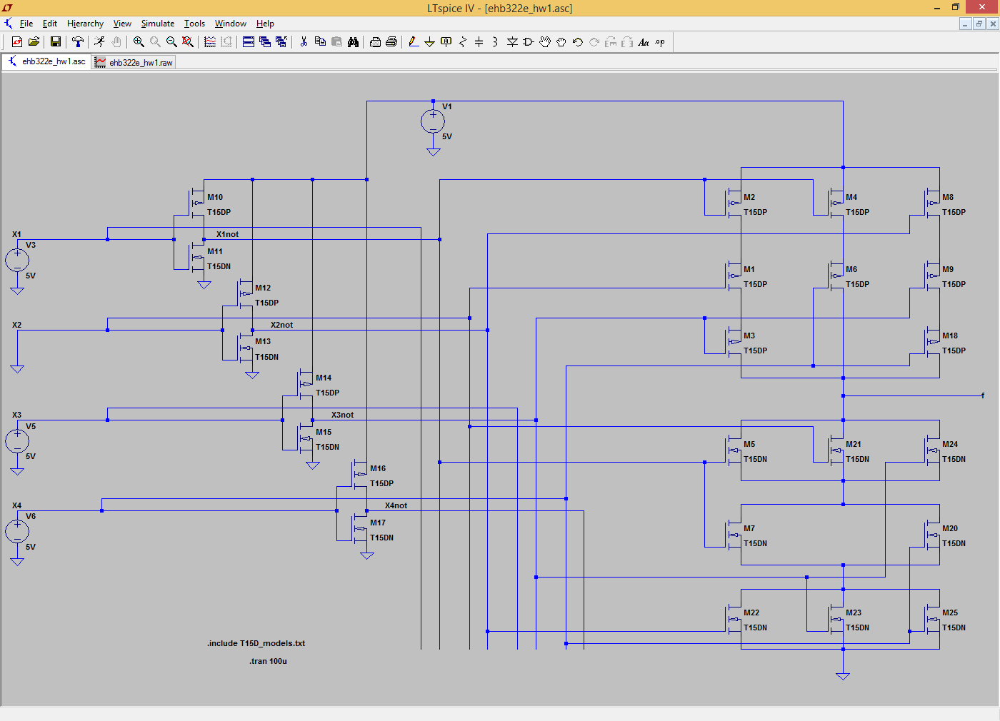 LTspice IV - [ehb322e_hw1.asc]
File Edit Hierarchy View Simulate Tools Window Help
Aa .op
ehb322e_hw1.asc ehb322e_hw1.raw
V1
5V
M10
T15DP
M2
T15DP
M4
T15DP
M8
T15DP
X1
V3
5V
X1not
M11
T15DN
M12
T15DP
M1
T15DP
M6
T15DP
M9
T15DP
X2
X2not
M13
T15DN
M3
T15DP
M18
T15DP
M14
T15DP
f
X3
V5
5V
X3not
M15
T15DN
M5
T15DN
M21
T15DN
M24
T15DN
M16
T15DP
X4
V6
5V
X4not
M17
T15DN
M7
T15DN
M20
T15DN
M22
T15DN
M23
T15DN
M25
T15DN
.include T15D_models.txt
.tran 100u